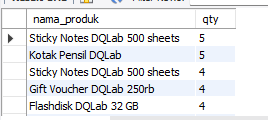 nama_produk qty
Sticky Notes DQLab 500 sheets 5
Kotak Pensil DQLab 5
Sticky Notes DQLab 500 sheets 4
Gift Voucher DQLab 250rb 4
Flashdisk DQLab 32 GB 4